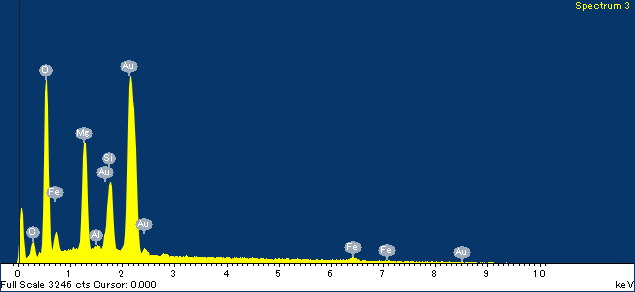 Spectrum 3
O
Au
Mg
Si
Au
Fe
Au
O
Al
Fe
Fe
Au
0 1 2 3 4 5 6 7 8 9 10
Full Scale 3246 cts Cursor: 0.000 keV